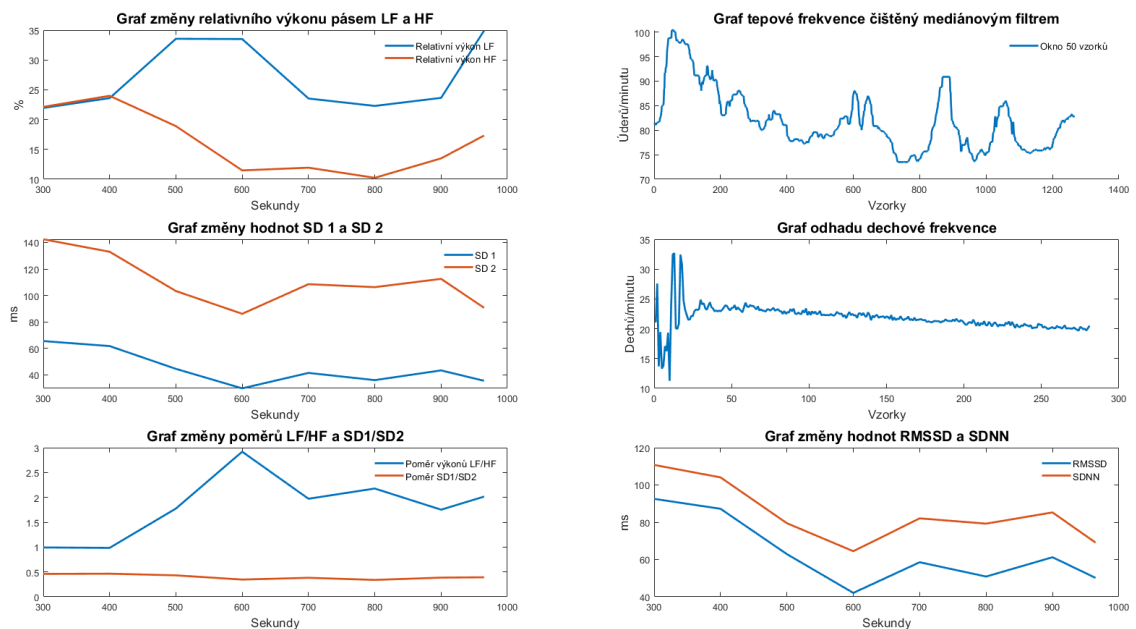 Graf změny relativního výkonu pásem LF a HF
35
30
25
20
15
10
%
Relativní výkon LF
Relativní výkon HF
300 400 500 600 700 800 900 1000
Sekundy
Graf tepové frekvence čištěný mediánovým filtrem
100
95
90
85
80
75
70
Úderů/minutu
Okno 50 vzorků
0 200 400 600 800 1000 1200 1400
Vzorky
Graf změny hodnot SD 1 a SD 2
140
120
100
80
60
40
ms
SD 1
SD 2
300 400 500 600 700 800 900 1000
Sekundy
Graf odhadu dechové frekvence
35
30
25
20
15
10
Dechů/minutu
0 50 100 150 200 250 300
Vzorky
Graf změny poměrů LF/HF a SD1/SD2
3
2.5
2
1.5
1
0.5
0
Poměr výkonů LF/HF
Poměr SD1/SD2
300 400 500 600 700 800 900 1000
Sekundy
Graf změny hodnot RMSSD a SDNN
120
100
80
60
40
ms
RMSSD
SDNN
300 400 500 600 700 800 900 1000
Sekundy